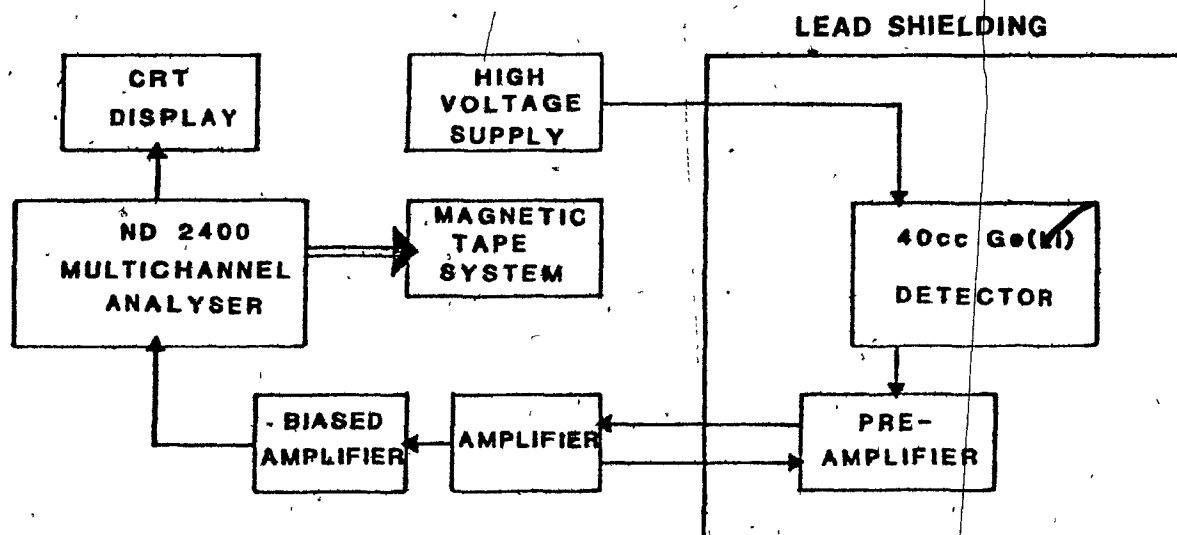 LEAD SHIELDING
CRT
DISPLAY
HIGH
VOLTAGE
SUPPLY
ND 2400
MULTICHANNEL
ANALYSER
MAGNETIC
TAPE
SYSTEM
40cc Ge(Li)
DETECTOR
BIASED
AMPLIFIER
AMPLIFIER
PRE-
AMPLIFIER